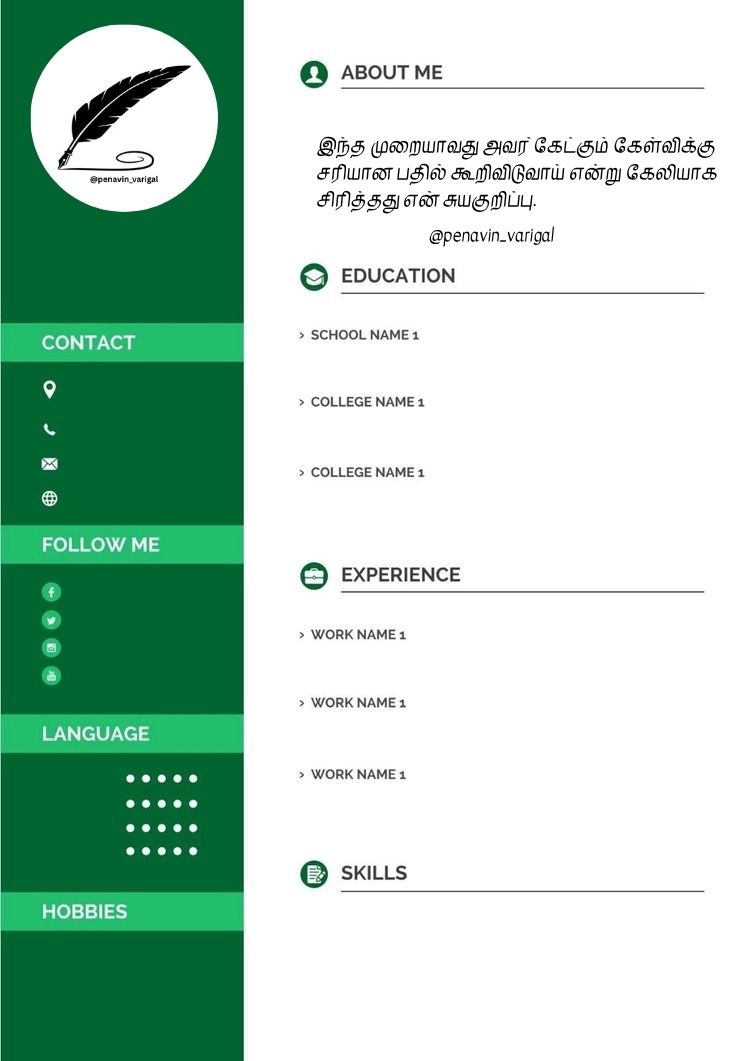 @penavin_varigal
CONTACT
FOLLOW ME
LANGUAGE
HOBBIES
ABOUT ME
இந்த முறையாவது அவர் கேட்கும் கேள்விக்கு
சரியான பதில் கூறிவிடுவாய் என்று கேலியாக
சிரித்தது என் சுயகுறிப்பு.
@penavin_varigal
EDUCATION
› SCHOOL NAME 1
› COLLEGE NAME 1
› COLLEGE NAME 1
EXPERIENCE
› WORK NAME 1
› WORK NAME 1
› WORK NAME 1
SKILLS